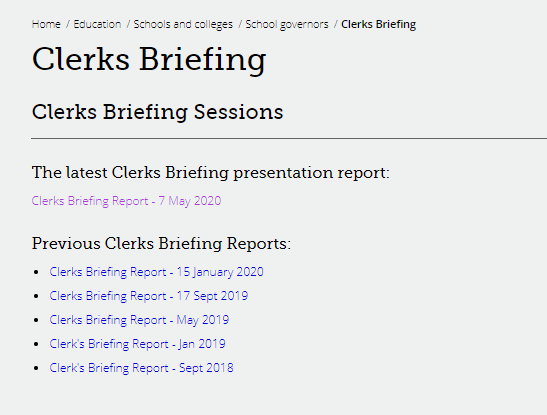 Home / Education / Schools and colleges / School governors / Clerks Briefing
Clerks Briefing
Clerks Briefing Sessions
The latest Clerks Briefing presentation report:
Clerks Briefing Report - 7 May 2020
Previous Clerks Briefing Reports:
• Clerks Briefing Report - 15 January 2020
• Clerks Briefing Report - 17 Sept 2019
• Clerks Briefing Report - May 2019
• Clerk's Briefing Report - Jan 2019
• Clerk's Briefing Report - Sept 2018